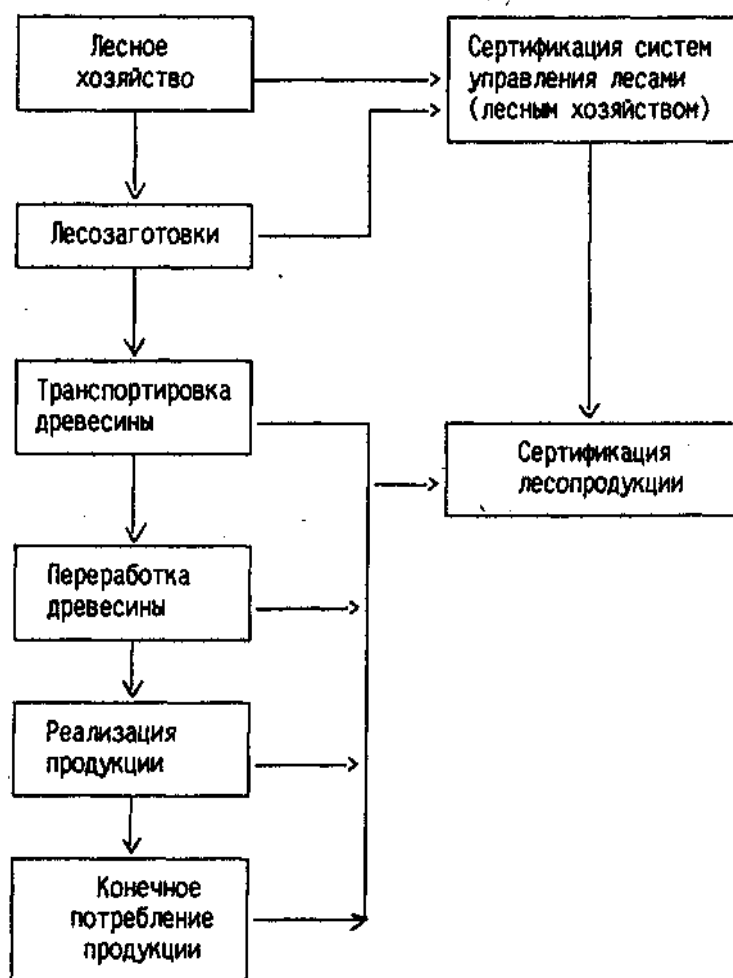 Лесное
хозяйство
Сертификация систем
управления лесами
(лесным хозяйством)
Лесозаготовки
Транспортировка
древесины
Сертификация
лесопродукции
Переработка
древесины
Реализация
продукции
Конечное
потребление
продукции